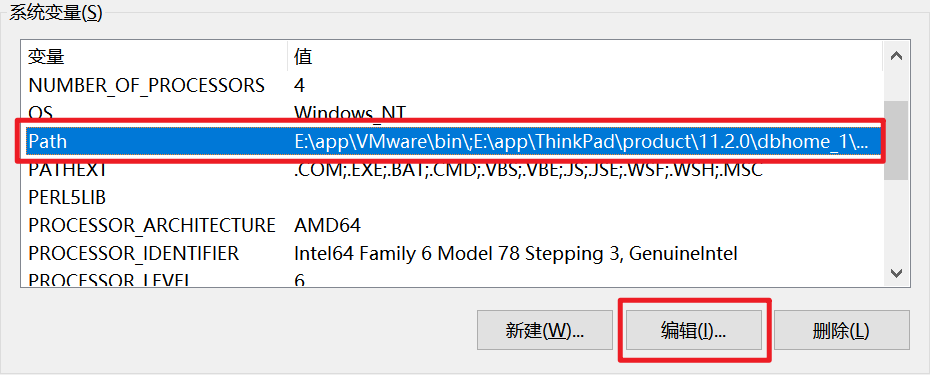 系统变量(S)
变量 值
NUMBER_OF_PROCESSORS 4
OS Windows_NT
Path E:\app\VMware\bin\;E:\app\ThinkPad\product\11.2.0\dbhome_1\...
PATHEXT .COM;.EXE;.BAT;.CMD;.VBS;.VBE;.JS;.JSE;.WSF;.WSH;.MSC
PERL5LIB
PROCESSOR_ARCHITECTURE AMD64
PROCESSOR_IDENTIFIER Intel64 Family 6 Model 78 Stepping 3, GenuineIntel
PROCESSOR_LEVEL 6
新建(W)... 编辑(I)... 删除(L)